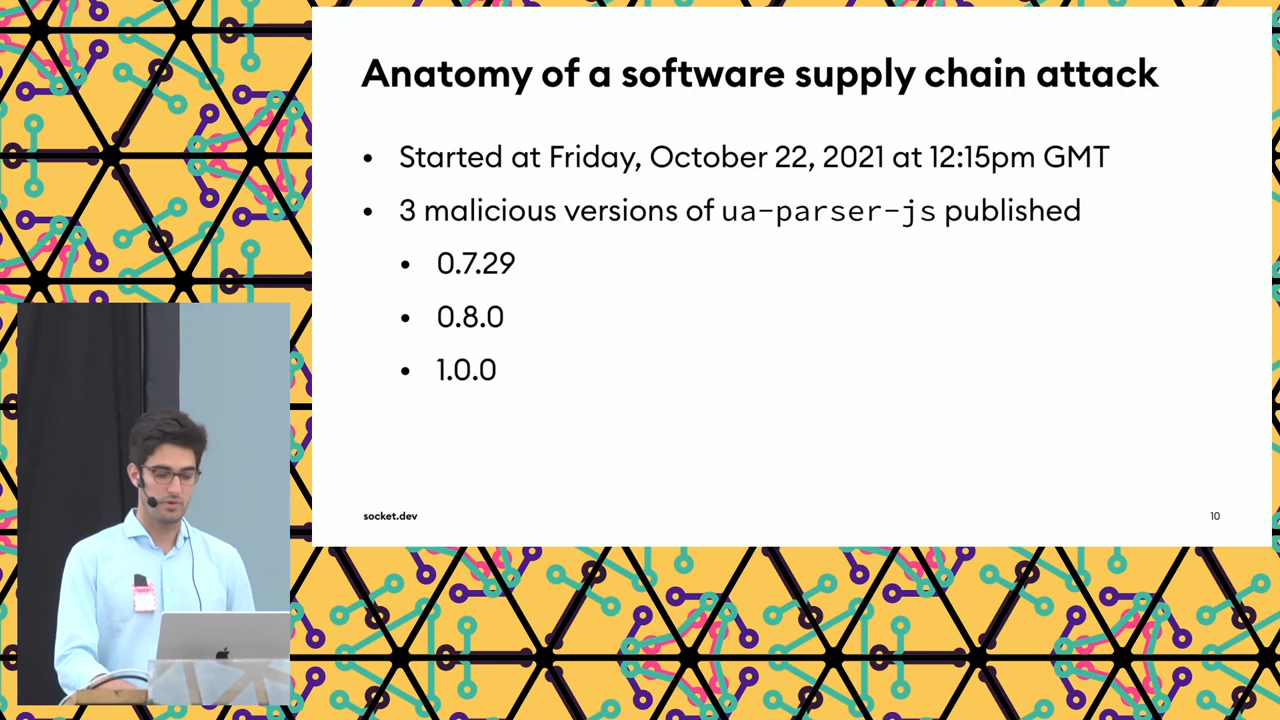 Anatomy of a software supply chain attack
• Started at Friday, October 22, 2021 at 12:15pm GMT
• 3 malicious versions of ua-parser-js published
• 0.7.29
• 0.8.0
• 1.0.0
socket.dev
10